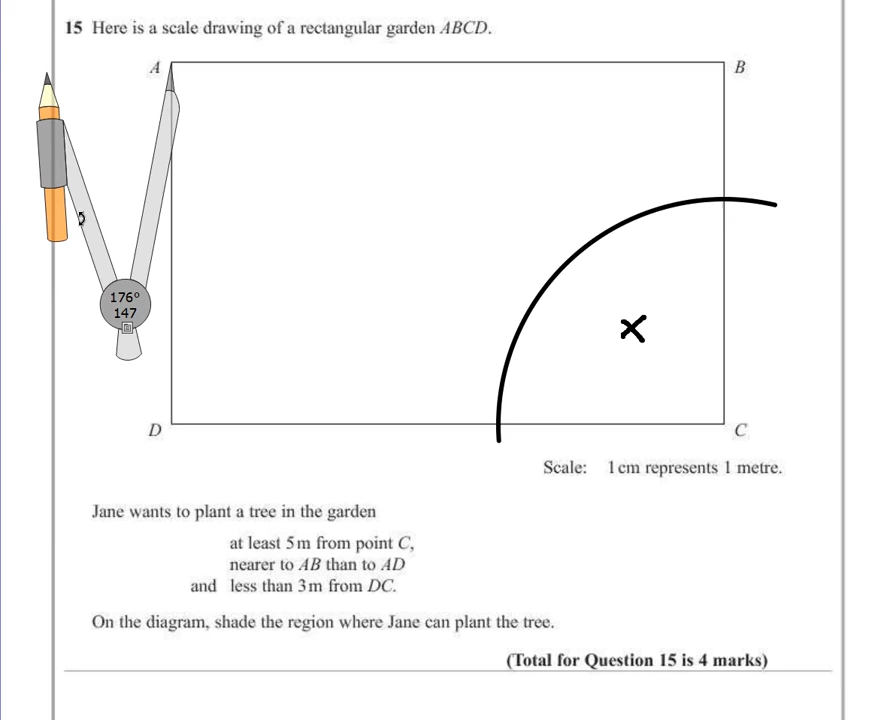 15 Here is a scale drawing of a rectangular garden ABCD.
A
B
176°
147
D
C
Scale: 1 cm represents 1 metre.
Jane wants to plant a tree in the garden
at least 5 m from point C,
nearer to AB than to AD
and less than 3 m from DC.
On the diagram, shade the region where Jane can plant the tree.
(Total for Question 15 is 4 marks)